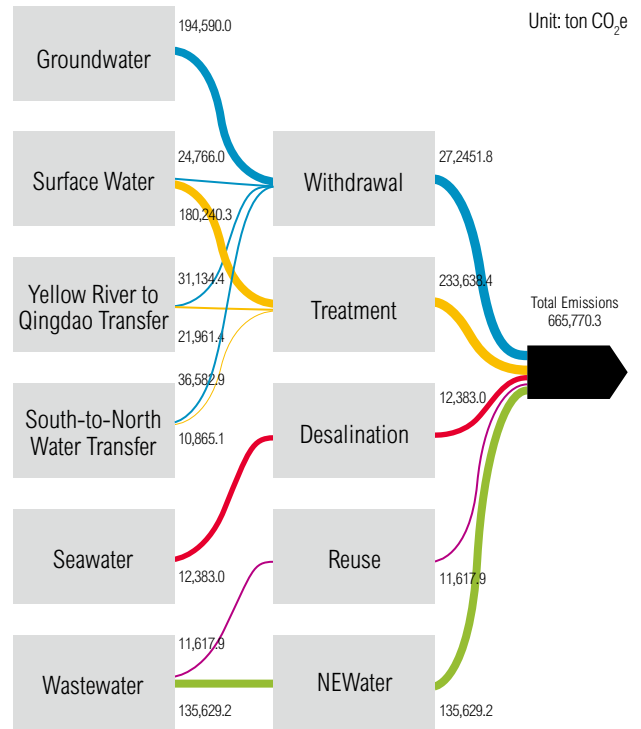 Unit: ton CO2e
194,590.0
Groundwater
24,766.0
Surface Water
180,240.3
31,134.4
Yellow River to
Qingdao Transfer
21,961.4
36,582.9
South-to-North
Water Transfer
10,865.1
Seawater
12,383.0
11,617.9
Wastewater
135,629.2
Withdrawal
27,2451.8
Treatment
233,638.4
Desalination
12,383.0
Reuse
11,617.9
NEWater
135,629.2
Total Emissions
665,770.3